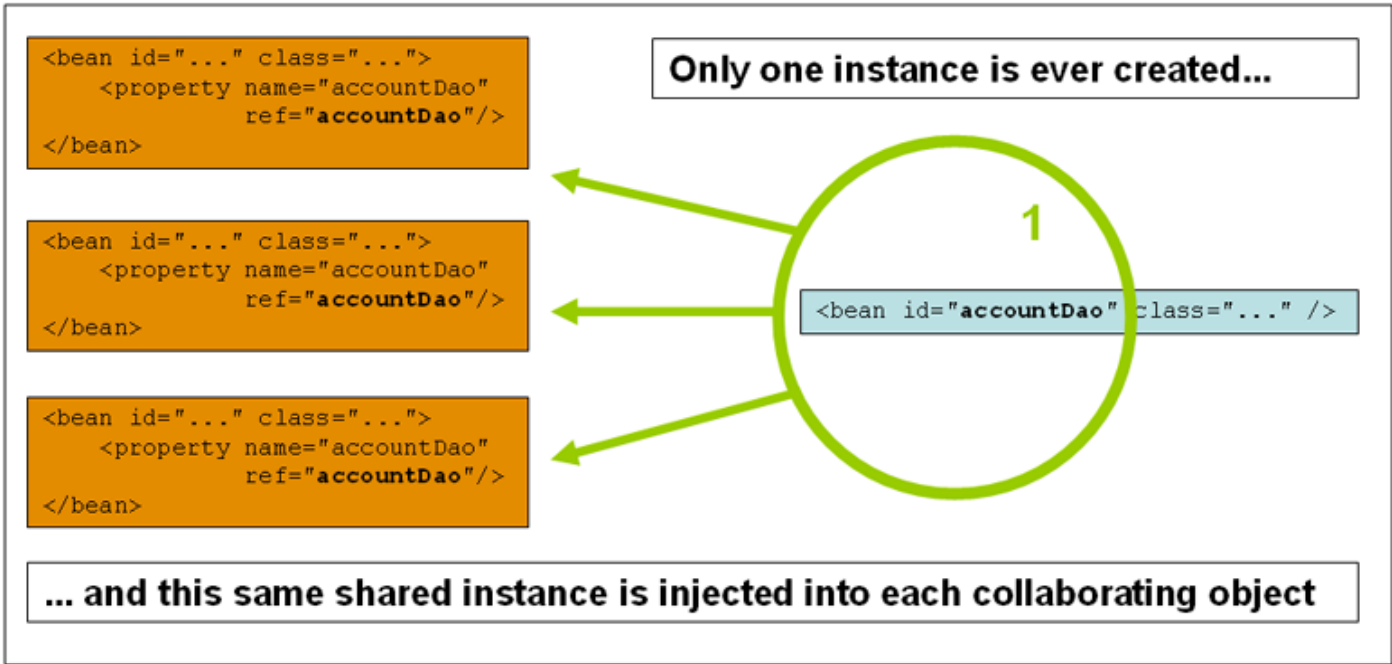 <bean id="..." class="...">
<property name="accountDao"
ref="accountDao"/>
</bean>
Only one instance is ever created...
1
<bean id="..." class="...">
<property name="accountDao"
ref="accountDao"/>
</bean>
<bean id="accountDao" class="..." />
<bean id="..." class="...">
<property name="accountDao"
ref="accountDao"/>
</bean>
... and this same shared instance is injected into each collaborating object